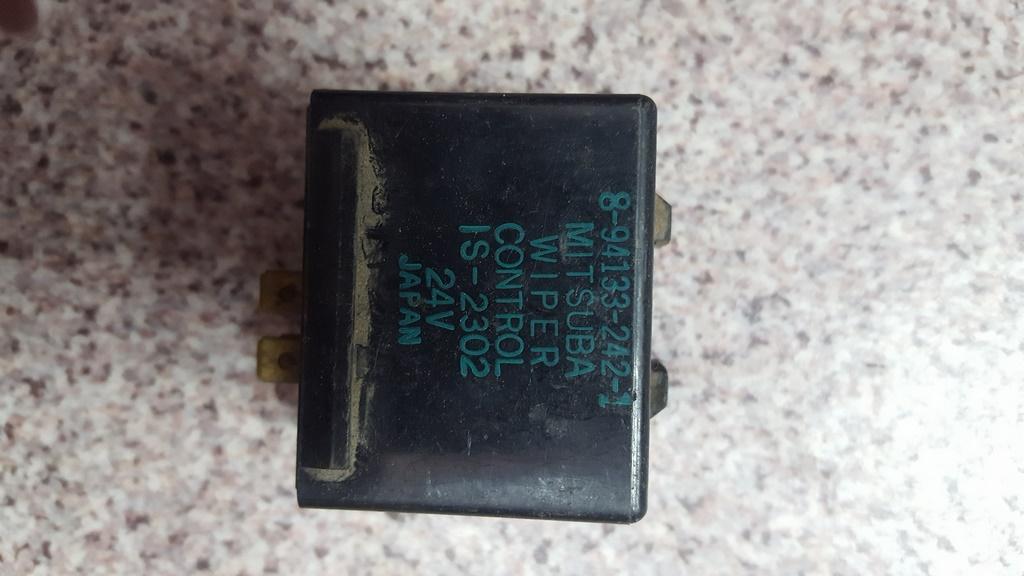 8-94133-242-1
MITSUBA
WIPER
CONTROL
IS-2302
24V
JAPAN